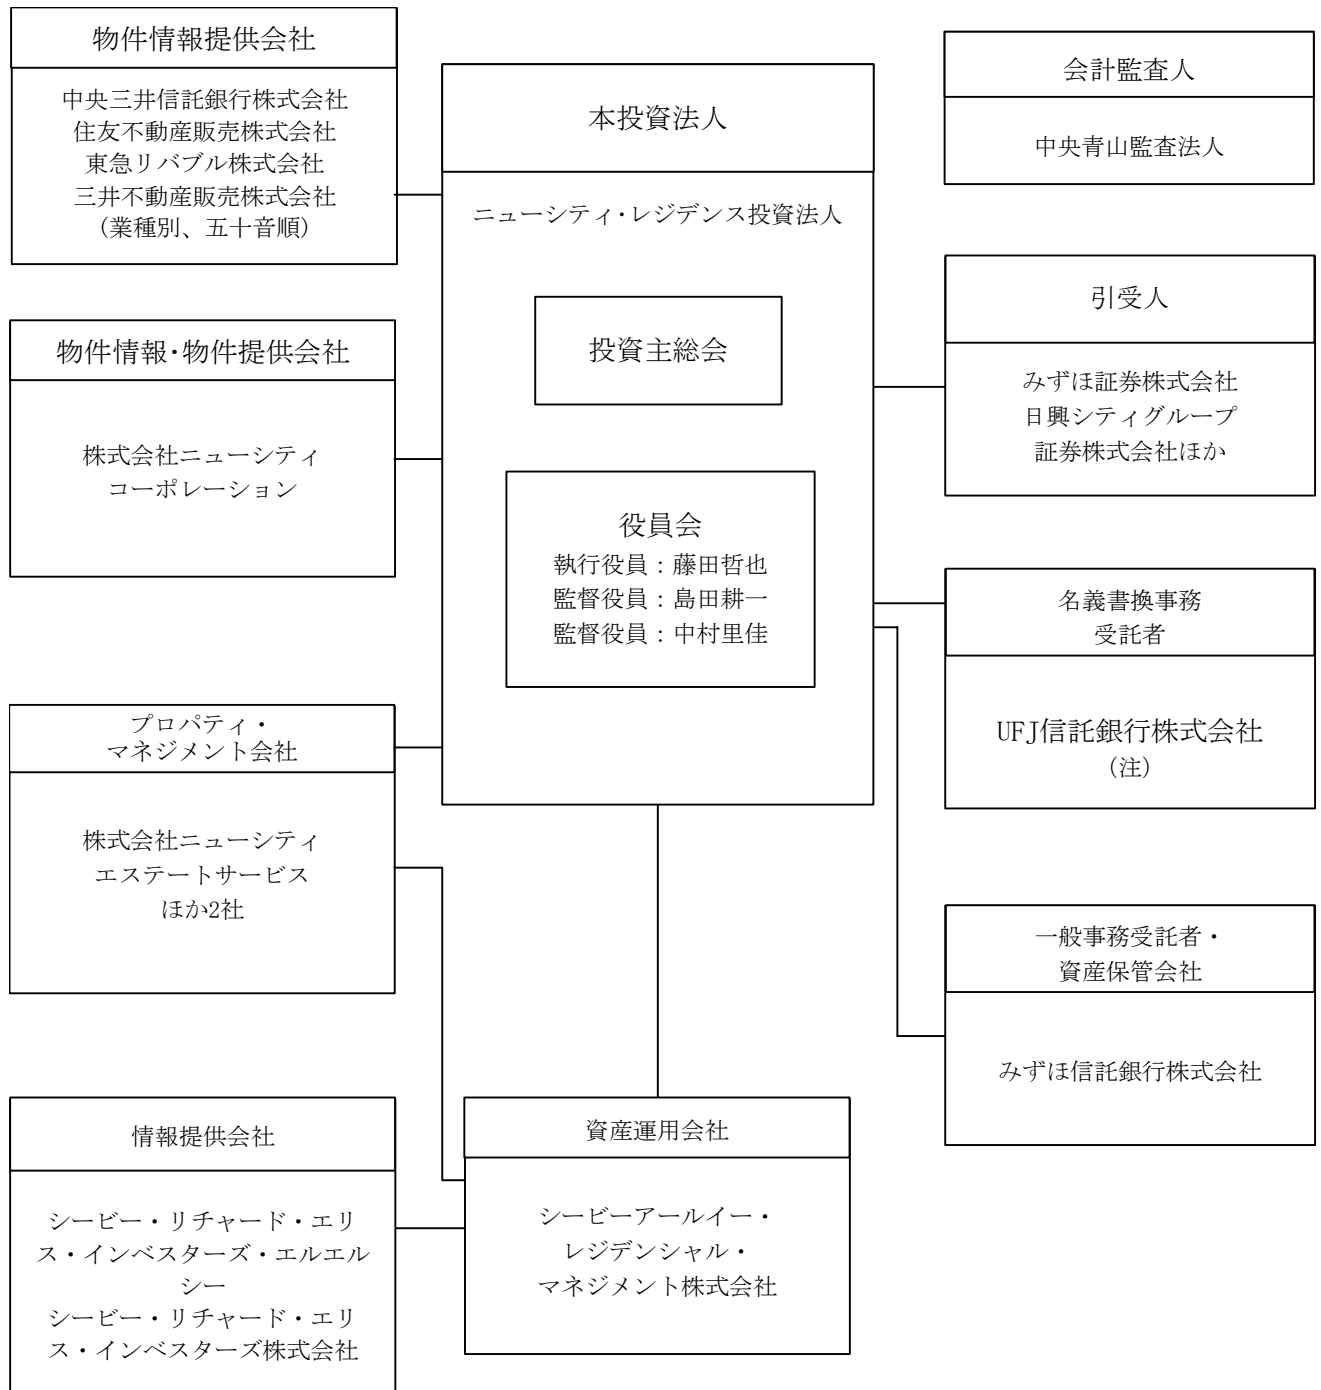 物件情報提供会社
中央三井信託銀行株式会社
住友不動産販売株式会社
東急リバブル株式会社
三井不動産販売株式会社
(業種別、五十音順)
物件情報･物件提供会社
株式会社ニューシティ
コーポレーション
プロパティ・
マネジメント会社
株式会社ニューシティ
エステートサービス
ほか2社
情報提供会社
シービー・リチャード・エリ
ス・インベスターズ・エルエル
シー
シービー・リチャード・エリ
ス・インベスターズ株式会社
本投資法人
ニューシティ･レジデンス投資法人
投資主総会
役員会
執行役員：藤田哲也
監督役員：島田耕一
監督役員：中村里佳
資産運用会社
シービーアールイー・
レジデンシャル・
マネジメント株式会社
会計監査人
中央青山監査法人
引受人
みずほ証券株式会社
日興シティグループ
証券株式会社ほか
名義書換事務
受託者
UFJ信託銀行株式会社
(注)
一般事務受託者・
資産保管会社
みずほ信託銀行株式会社